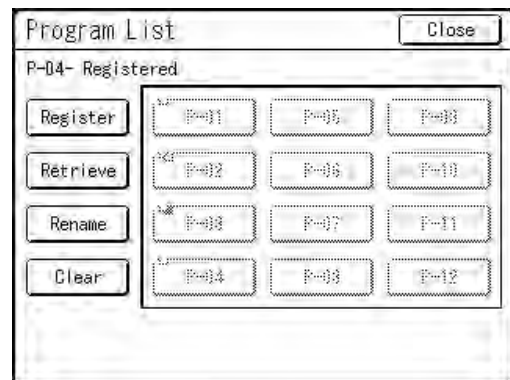 Program List Close
P-04- Registered
Register P-01 P-05 P-09
Retrieve P-02 P-06 P-10
Rename P-03 P-07 P-11
Clear P-04 P-08 P-12